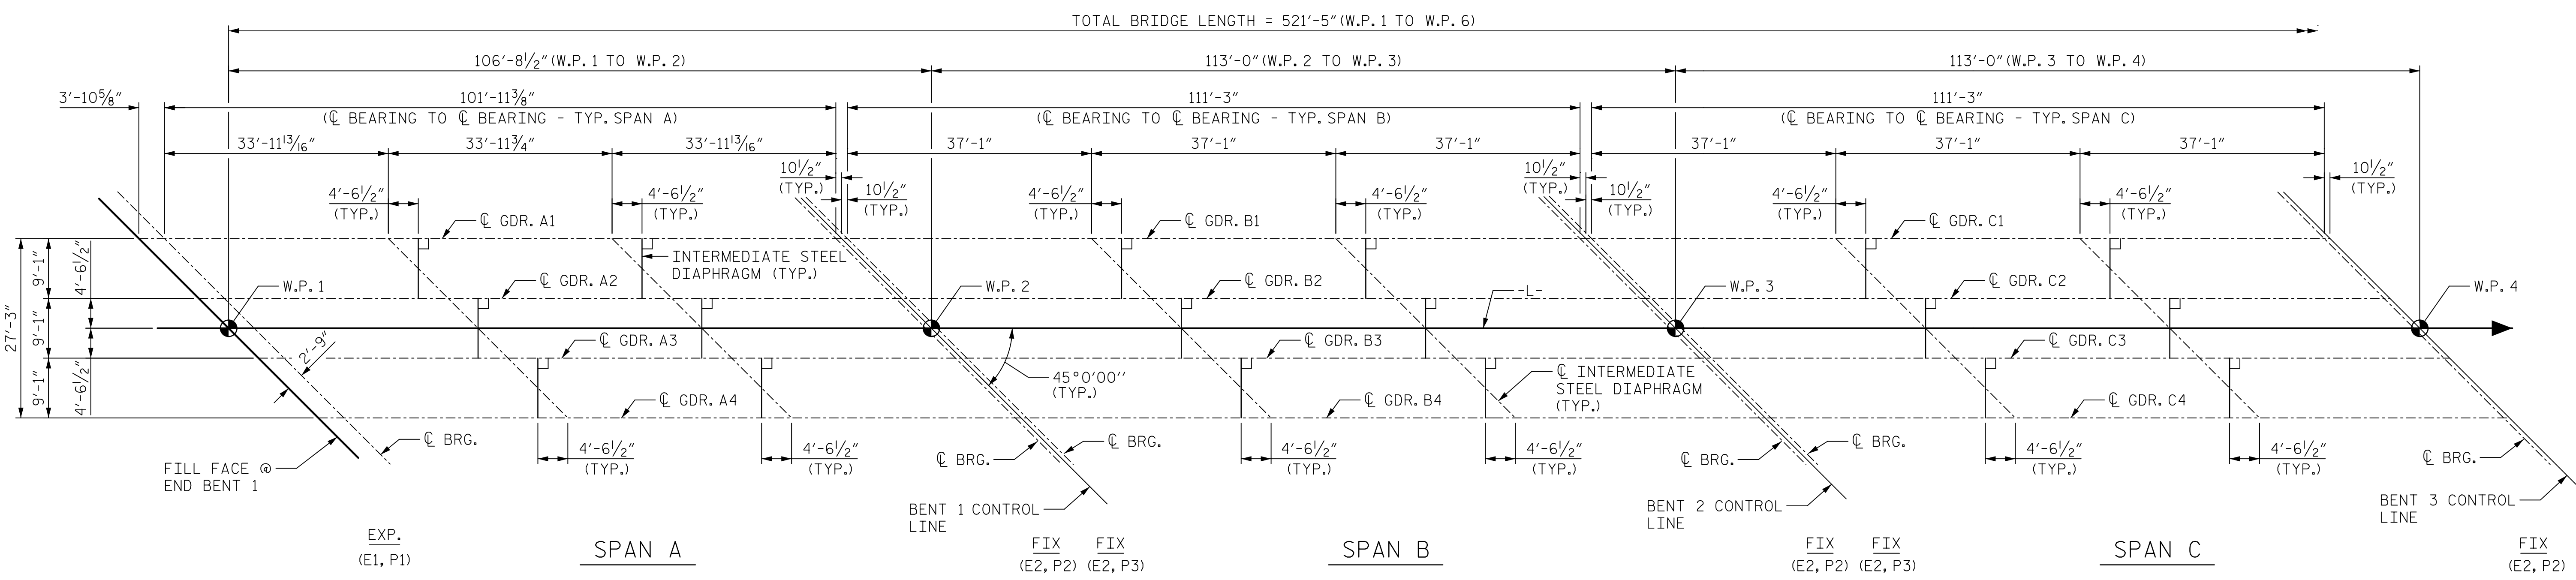 TOTAL BRIDGE LENGTH = 521'-5" (W.P. 1 TO W.P. 6)
106'-8½" (W.P. 1 TO W.P. 2)
113'-0" (W.P. 2 TO W.P. 3)
113'-0" (W.P. 3 TO W.P. 4)
3'-10⅝"
101'-11⅜"
111'-3"
111'-3"
(℄ BEARING TO ℄ BEARING - TYP. SPAN A)
(℄ BEARING TO ℄ BEARING - TYP. SPAN B)
(℄ BEARING TO ℄ BEARING - TYP. SPAN C)
33'-11 13/16"
33'-11¾"
33'-11 13/16"
37'-1"
37'-1"
37'-1"
37'-1"
37'-1"
37'-1"
10½"
(TYP.)
10½"
(TYP.)
10½"
(TYP.)
10½"
(TYP.)
10½"
(TYP.)
4'-6½"
(TYP.)
4'-6½"
(TYP.)
4'-6½"
(TYP.)
4'-6½"
(TYP.)
4'-6½"
(TYP.)
4'-6½"
(TYP.)
℄ GDR. A1
℄ GDR. B1
℄ GDR. C1
INTERMEDIATE STEEL
DIAPHRAGM (TYP.)
℄ GDR. A2
℄ GDR. B2
℄ GDR. C2
W.P. 1
W.P. 2
-L-
W.P. 3
W.P. 4
27'-3"
9'-1"
9'-1"
9'-1"
4'-6½"
4'-6½"
2'-9"
℄ GDR. A3
℄ GDR. B3
℄ GDR. C3
45°0'00''
(TYP.)
℄ INTERMEDIATE
STEEL DIAPHRAGM
(TYP.)
℄ GDR. A4
℄ GDR. B4
℄ GDR. C4
℄ BRG.
4'-6½"
(TYP.)
4'-6½"
(TYP.)
℄ BRG.
℄ BRG.
4'-6½"
(TYP.)
4'-6½"
(TYP.)
℄ BRG.
℄ BRG.
4'-6½"
(TYP.)
4'-6½"
(TYP.)
℄ BRG.
FILL FACE @
END BENT 1
BENT 1 CONTROL
LINE
BENT 2 CONTROL
LINE
BENT 3 CONTROL
LINE
EXP.
(E1, P1)
SPAN A
FIX
(E2, P2)
FIX
(E2, P3)
SPAN B
FIX
(E2, P2)
FIX
(E2, P3)
SPAN C
FIX
(E2, P2)